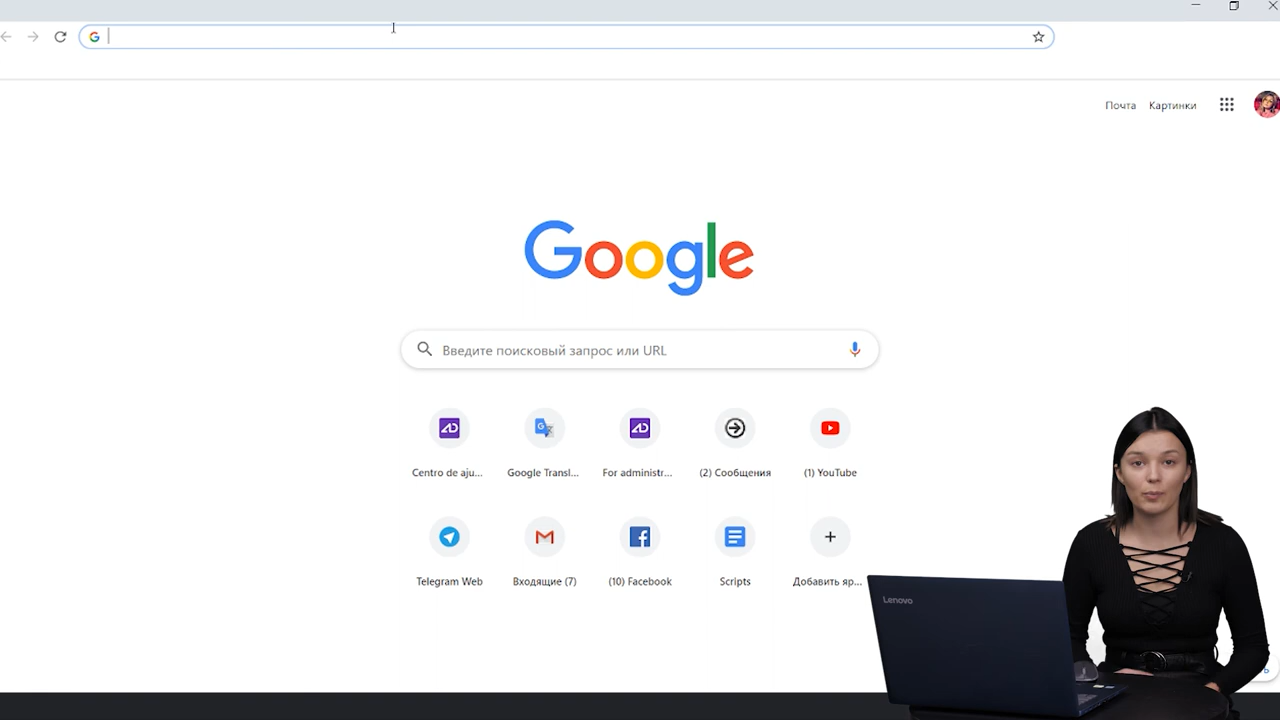 Почта Картинки
Google
Введите поисковый запрос или URL
Centro de aju... Google Transl... For administr... (2) Сообщения (1) YouTube
Telegram Web Входящие (7) (10) Facebook Scripts Добавить яр...
Lenovo